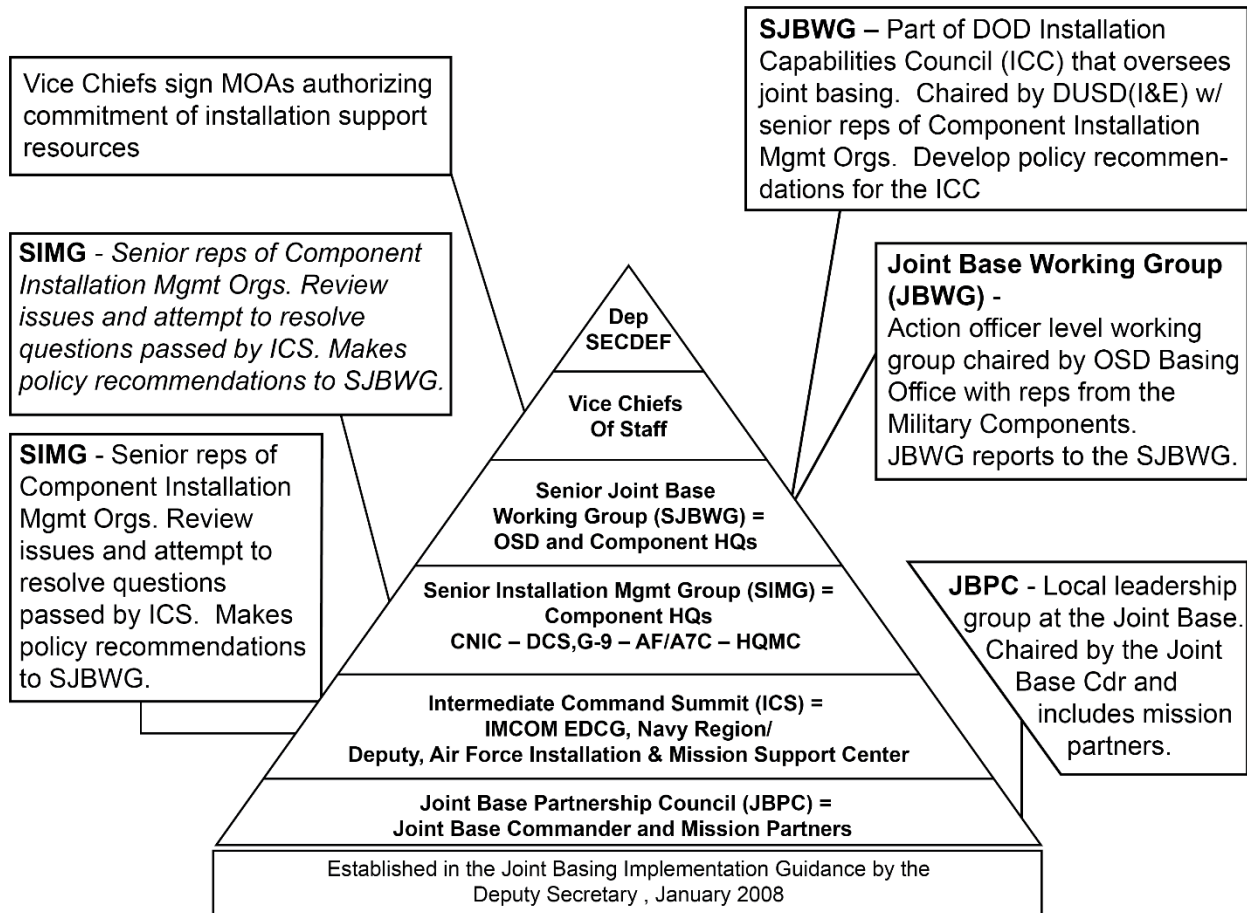 Vice Chiefs sign MOAs authorizing
commitment of installation support
resources
SIMG - Senior reps of Component
Installation Mgmt Orgs. Review
issues and attempt to resolve
questions passed by ICS. Makes
policy recommendations to SJBWG.
SIMG - Senior reps of
Component Installation
Mgmt Orgs. Review
issues and attempt to
resolve questions
passed by ICS.  Makes
policy recommendations
to SJBWG.
SJBWG – Part of DOD Installation
Capabilities Council (ICC) that oversees
joint basing.  Chaired by DUSD(I&E) w/
senior reps of Component Installation
Mgmt Orgs.  Develop policy recommen-
dations for the ICC
Joint Base Working Group
(JBWG) -
Action officer level working
group chaired by OSD Basing
Office with reps from the
Military Components.
JBWG reports to the SJBWG.
JBPC - Local leadership
group at the Joint Base.
Chaired by the Joint
Base Cdr and
includes mission
partners.
Dep
SECDEF
Vice Chiefs
Of Staff
Senior Joint Base
Working Group (SJBWG) =
OSD and Component HQs
Senior Installation Mgmt Group (SIMG) =
Component HQs
CNIC – DCS,G-9 – AF/A7C – HQMC
Intermediate Command Summit (ICS) =
IMCOM EDCG, Navy Region/
Deputy, Air Force Installation & Mission Support Center
Joint Base Partnership Council (JBPC) =
Joint Base Commander and Mission Partners
Established in the Joint Basing Implementation Guidance by the
Deputy Secretary , January 2008